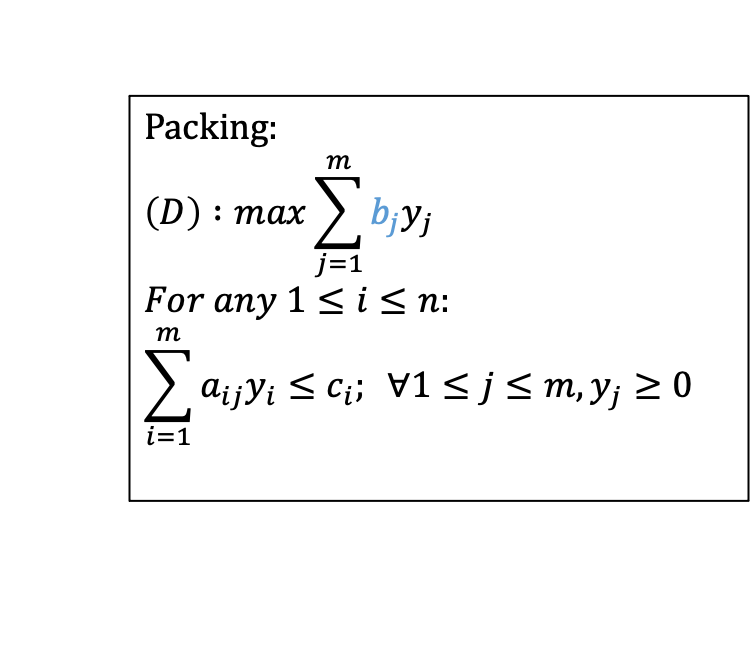 Packing:
(D) : max ∑_{j=1}^{m} b_j y_j
For any 1 ≤ i ≤ n:
∑_{i=1}^{m} a_{ij} y_i ≤ c_i; ∀1 ≤ j ≤ m, y_j ≥ 0